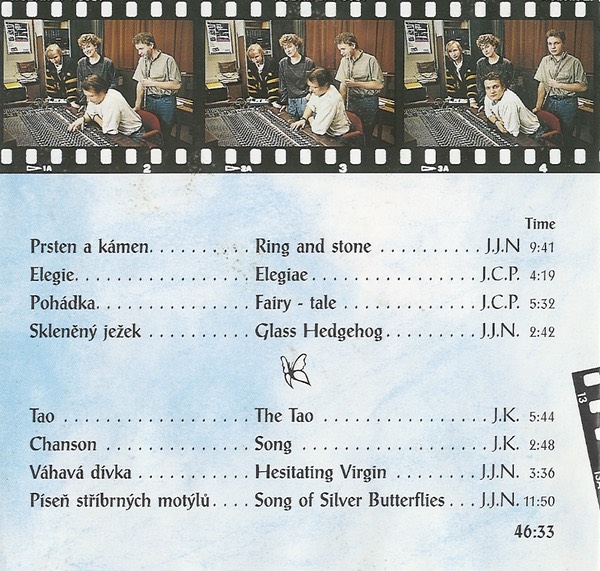 1A 2 2A 3 3A 4
Time
Prsten a kámen. . . . . . . . . . Ring and stone . . . . . . . . . . J.J.N 9:41
Elegie. . . . . . . . . . . . . . . . . Elegiae . . . . . . . . . . . . . . . . . J.C.P. 4:19
Pohádka. . . . . . . . . . . . . . . Fairy - tale . . . . . . . . . . . . . . J.C.P. 5:32
Skleněný ježek . . . . . . . . . . Glass Hedgehog. . . . . . . . . . J.J.N. 2:42
Tao . . . . . . . . . . . . . . . . . . . The Tao . . . . . . . . . . . . . . . . . J.K. 5:44
Chanson . . . . . . . . . . . . . . . Song . . . . . . . . . . . . . . . . . . . . J.K. 2:48
Váhavá dívka . . . . . . . . . . . . Hesitating Virgin . . . . . . . . . J.J.N. 3:36
Píseň stříbrných motýlů. . . . Song of Silver Butterflies . . . J.J.N. 11:50
46:33
13
13A